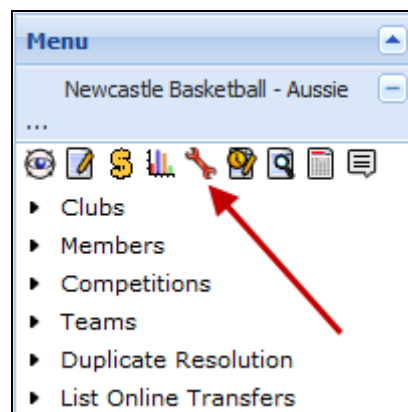 Menu
Newcastle Basketball - Aussie
...
Clubs
Members
Competitions
Teams
Duplicate Resolution
List Online Transfers